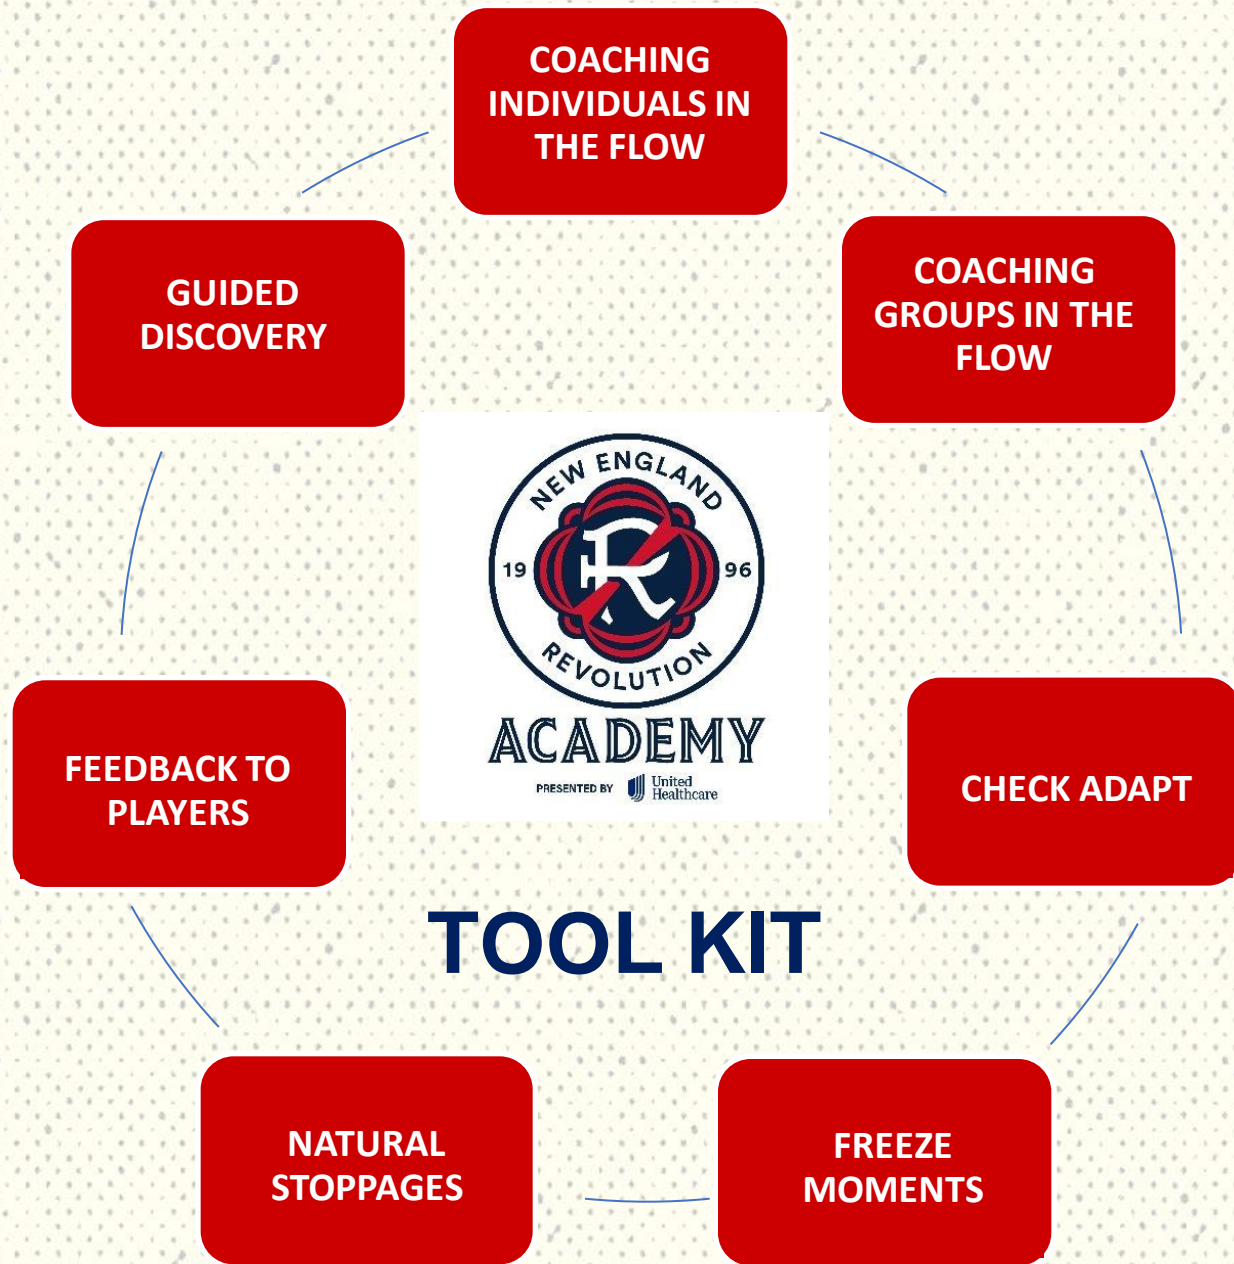 COACHING
INDIVIDUALS IN
THE FLOW
COACHING
GROUPS IN THE
FLOW
CHECK ADAPT
FREEZE
MOMENTS
NATURAL
STOPPAGES
FEEDBACK TO
PLAYERS
GUIDED
DISCOVERY
NEW ENGLAND
19 96
REVOLUTION
ACADEMY
PRESENTED BY United
Healthcare
TOOL KIT